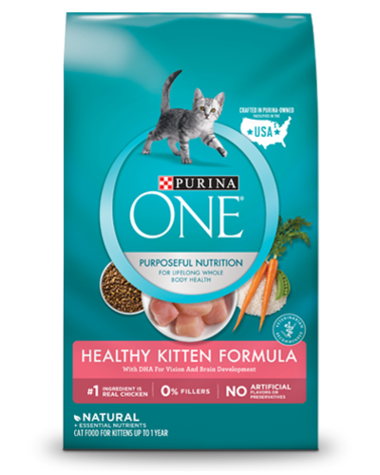 CRAFTED IN PURINA-OWNED
FACILITIES IN THE
★USA★
PURINA
ONE®
PURPOSEFUL NUTRITION
FOR LIFELONG WHOLE
BODY HEALTH
VETERINARIAN
RECOMMENDED
HEALTHY KITTEN FORMULA
With DHA For Vision And Brain Development
#1 INGREDIENT IS
REAL CHICKEN
0% FILLERS
NO ARTIFICIAL
FLAVORS OR
PRESERVATIVES
NATURAL
+ ESSENTIAL NUTRIENTS
CAT FOOD FOR KITTENS UP TO 1 YEAR